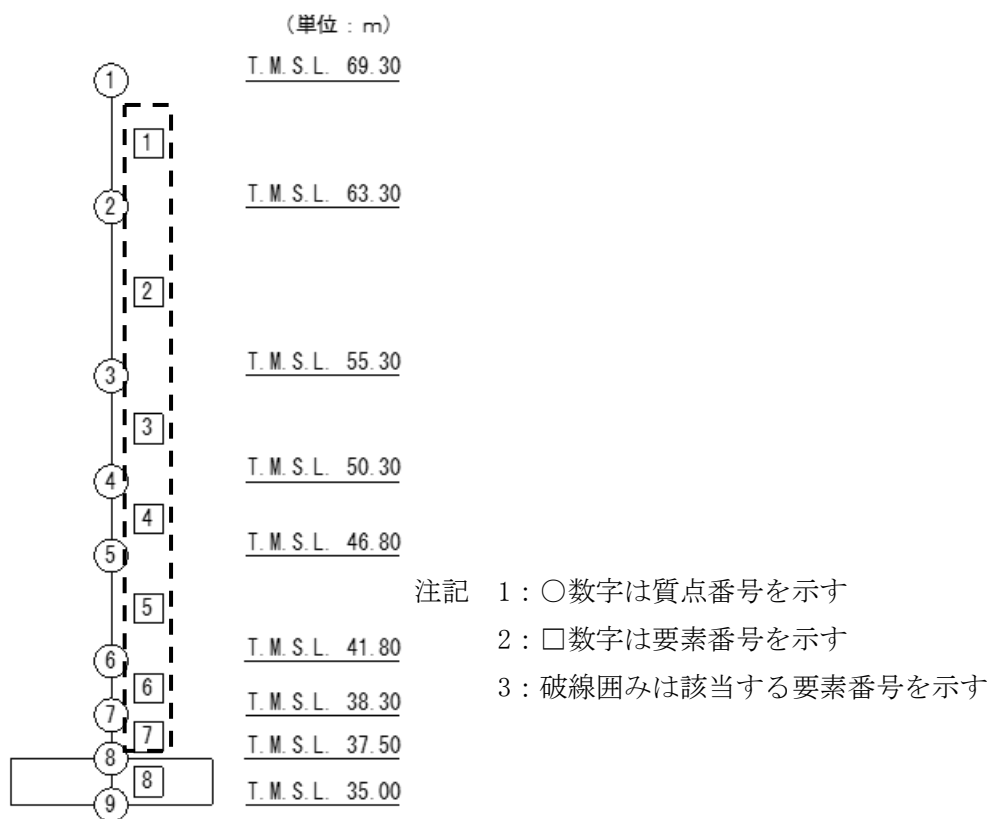 (単位:m)
① T.M.S.L. 69.30
1
② T.M.S.L. 63.30
2
③ T.M.S.L. 55.30
3
④ T.M.S.L. 50.30
4
⑤ T.M.S.L. 46.80
5
⑥ T.M.S.L. 41.80
6
⑦ T.M.S.L. 38.30
7
⑧ T.M.S.L. 37.50
8
⑨ T.M.S.L. 35.00
注記 1:○数字は質点番号を示す
2:□数字は要素番号を示す
3:破線囲みは該当する要素番号を示す